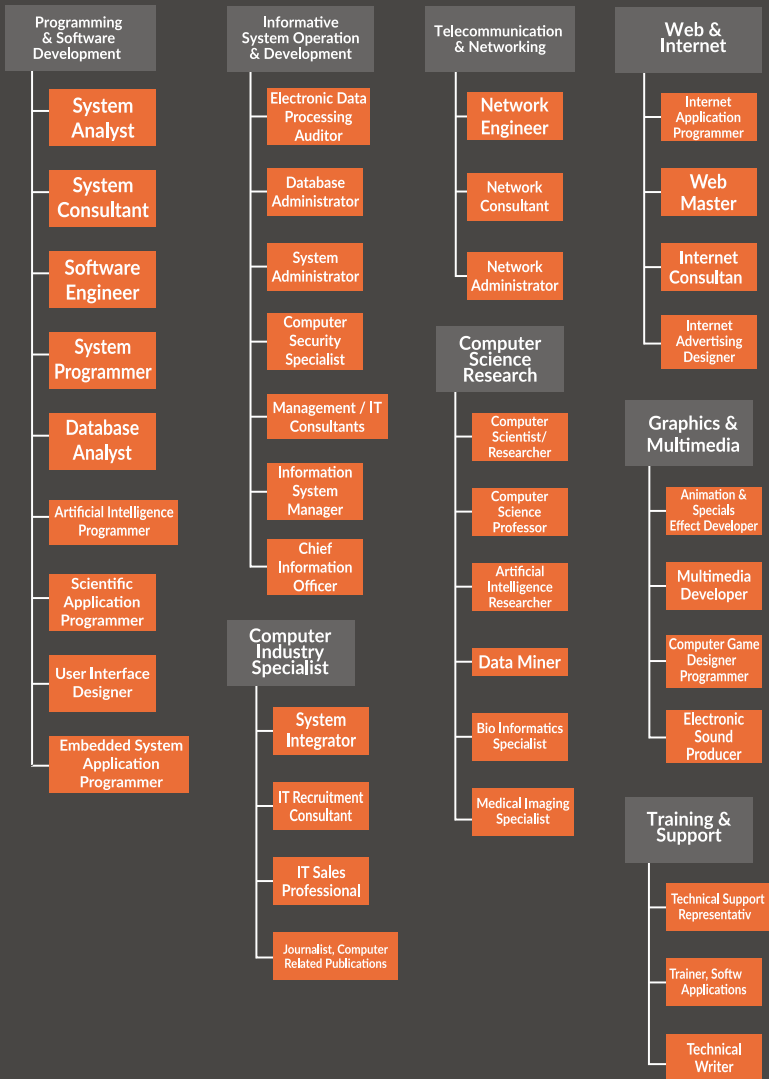 Programming
& Software
Development
System
Analyst
System
Consultant
Software
Engineer
System
Programmer
Database
Analyst
Artificial Intelligence
Programmer
Scientific
Application
Programmer
User Interface
Designer
Embedded System
Application
Programmer
Informative
System Operation
& Development
Electronic Data
Processing
Auditor
Database
Administrator
System
Administrator
Computer
Security
Specialist
Management / IT
Consultants
Information
System
Manager
Chief
Information
Officer
Computer
Industry
Specialist
System
Integrator
IT Recruitment
Consultant
IT Sales
Professional
Journalist, Computer
Related Publications
Telecommunication
& Networking
Network
Engineer
Network
Consultant
Network
Administrator
Computer
Science
Research
Computer
Scientist/
Researcher
Computer
Science
Professor
Artificial
Intelligence
Researcher
Data Miner
Bio Informatics
Specialist
Medical Imaging
Specialist
Web &
Internet
Internet
Application
Programmer
Web
Master
Internet
Consultan
Internet
Advertising
Designer
Graphics &
Multimedia
Animation &
Specials
Effect Developer
Multimedia
Developer
Computer Game
Designer
Programmer
Electronic
Sound
Producer
Training &
Support
Technical Support
Representativ
Trainer, Softw
Applications
Technical
Writer